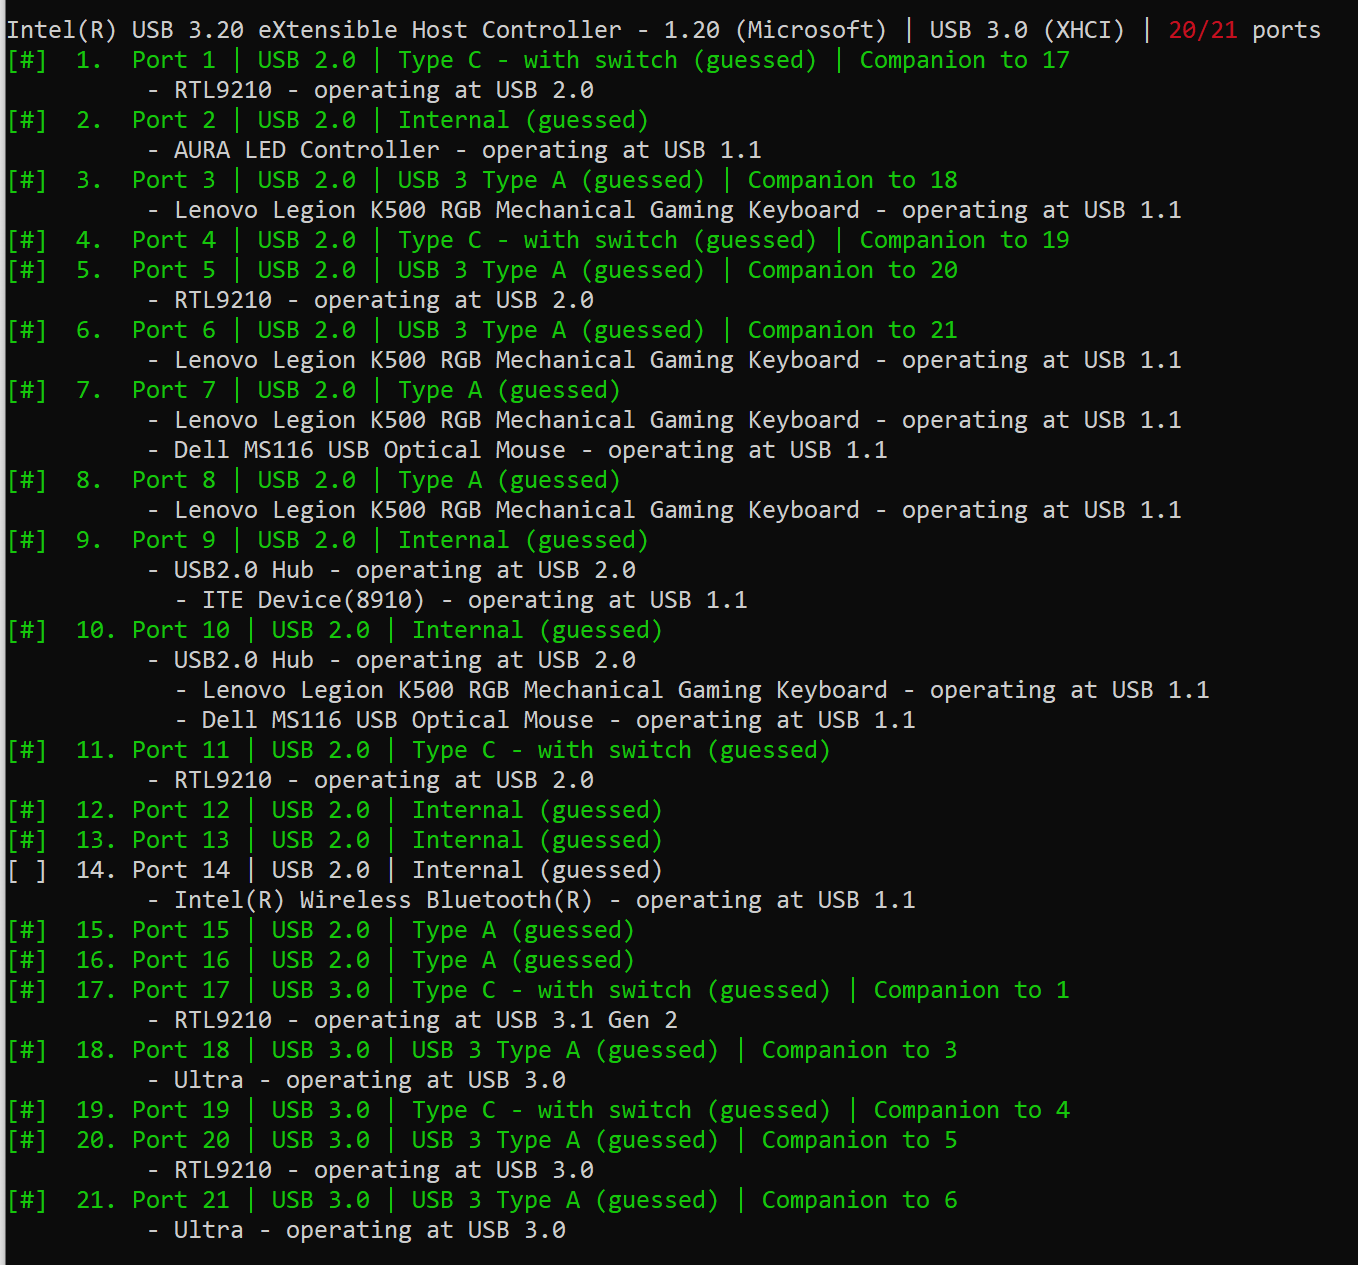 Intel(R) USB 3.20 eXtensible Host Controller - 1.20 (Microsoft) | USB 3.0 (XHCI) | 20/21 ports
[#]  1.  Port 1 | USB 2.0 | Type C - with switch (guessed) | Companion to 17
          - RTL9210 - operating at USB 2.0
[#]  2.  Port 2 | USB 2.0 | Internal (guessed)
          - AURA LED Controller - operating at USB 1.1
[#]  3.  Port 3 | USB 2.0 | USB 3 Type A (guessed) | Companion to 18
          - Lenovo Legion K500 RGB Mechanical Gaming Keyboard - operating at USB 1.1
[#]  4.  Port 4 | USB 2.0 | Type C - with switch (guessed) | Companion to 19
[#]  5.  Port 5 | USB 2.0 | USB 3 Type A (guessed) | Companion to 20
          - RTL9210 - operating at USB 2.0
[#]  6.  Port 6 | USB 2.0 | USB 3 Type A (guessed) | Companion to 21
          - Lenovo Legion K500 RGB Mechanical Gaming Keyboard - operating at USB 1.1
[#]  7.  Port 7 | USB 2.0 | Type A (guessed)
          - Lenovo Legion K500 RGB Mechanical Gaming Keyboard - operating at USB 1.1
          - Dell MS116 USB Optical Mouse - operating at USB 1.1
[#]  8.  Port 8 | USB 2.0 | Type A (guessed)
          - Lenovo Legion K500 RGB Mechanical Gaming Keyboard - operating at USB 1.1
[#]  9.  Port 9 | USB 2.0 | Internal (guessed)
          - USB2.0 Hub - operating at USB 2.0
            - ITE Device(8910) - operating at USB 1.1
[#]  10. Port 10 | USB 2.0 | Internal (guessed)
          - USB2.0 Hub - operating at USB 2.0
            - Lenovo Legion K500 RGB Mechanical Gaming Keyboard - operating at USB 1.1
            - Dell MS116 USB Optical Mouse - operating at USB 1.1
[#]  11. Port 11 | USB 2.0 | Type C - with switch (guessed)
          - RTL9210 - operating at USB 2.0
[#]  12. Port 12 | USB 2.0 | Internal (guessed)
[#]  13. Port 13 | USB 2.0 | Internal (guessed)
[ ]  14. Port 14 | USB 2.0 | Internal (guessed)
          - Intel(R) Wireless Bluetooth(R) - operating at USB 1.1
[#]  15. Port 15 | USB 2.0 | Type A (guessed)
[#]  16. Port 16 | USB 2.0 | Type A (guessed)
[#]  17. Port 17 | USB 3.0 | Type C - with switch (guessed) | Companion to 1
          - RTL9210 - operating at USB 3.1 Gen 2
[#]  18. Port 18 | USB 3.0 | USB 3 Type A (guessed) | Companion to 3
          - Ultra - operating at USB 3.0
[#]  19. Port 19 | USB 3.0 | Type C - with switch (guessed) | Companion to 4
[#]  20. Port 20 | USB 3.0 | USB 3 Type A (guessed) | Companion to 5
          - RTL9210 - operating at USB 3.0
[#]  21. Port 21 | USB 3.0 | USB 3 Type A (guessed) | Companion to 6
          - Ultra - operating at USB 3.0